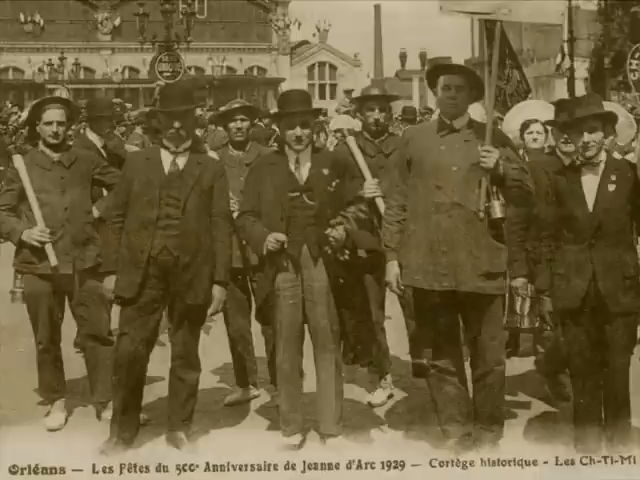 Orléans — Les Fêtes du 500e Anniversaire de Jeanne d'Arc 1929 — Cortège historique - Les Ch-Ti-Mi